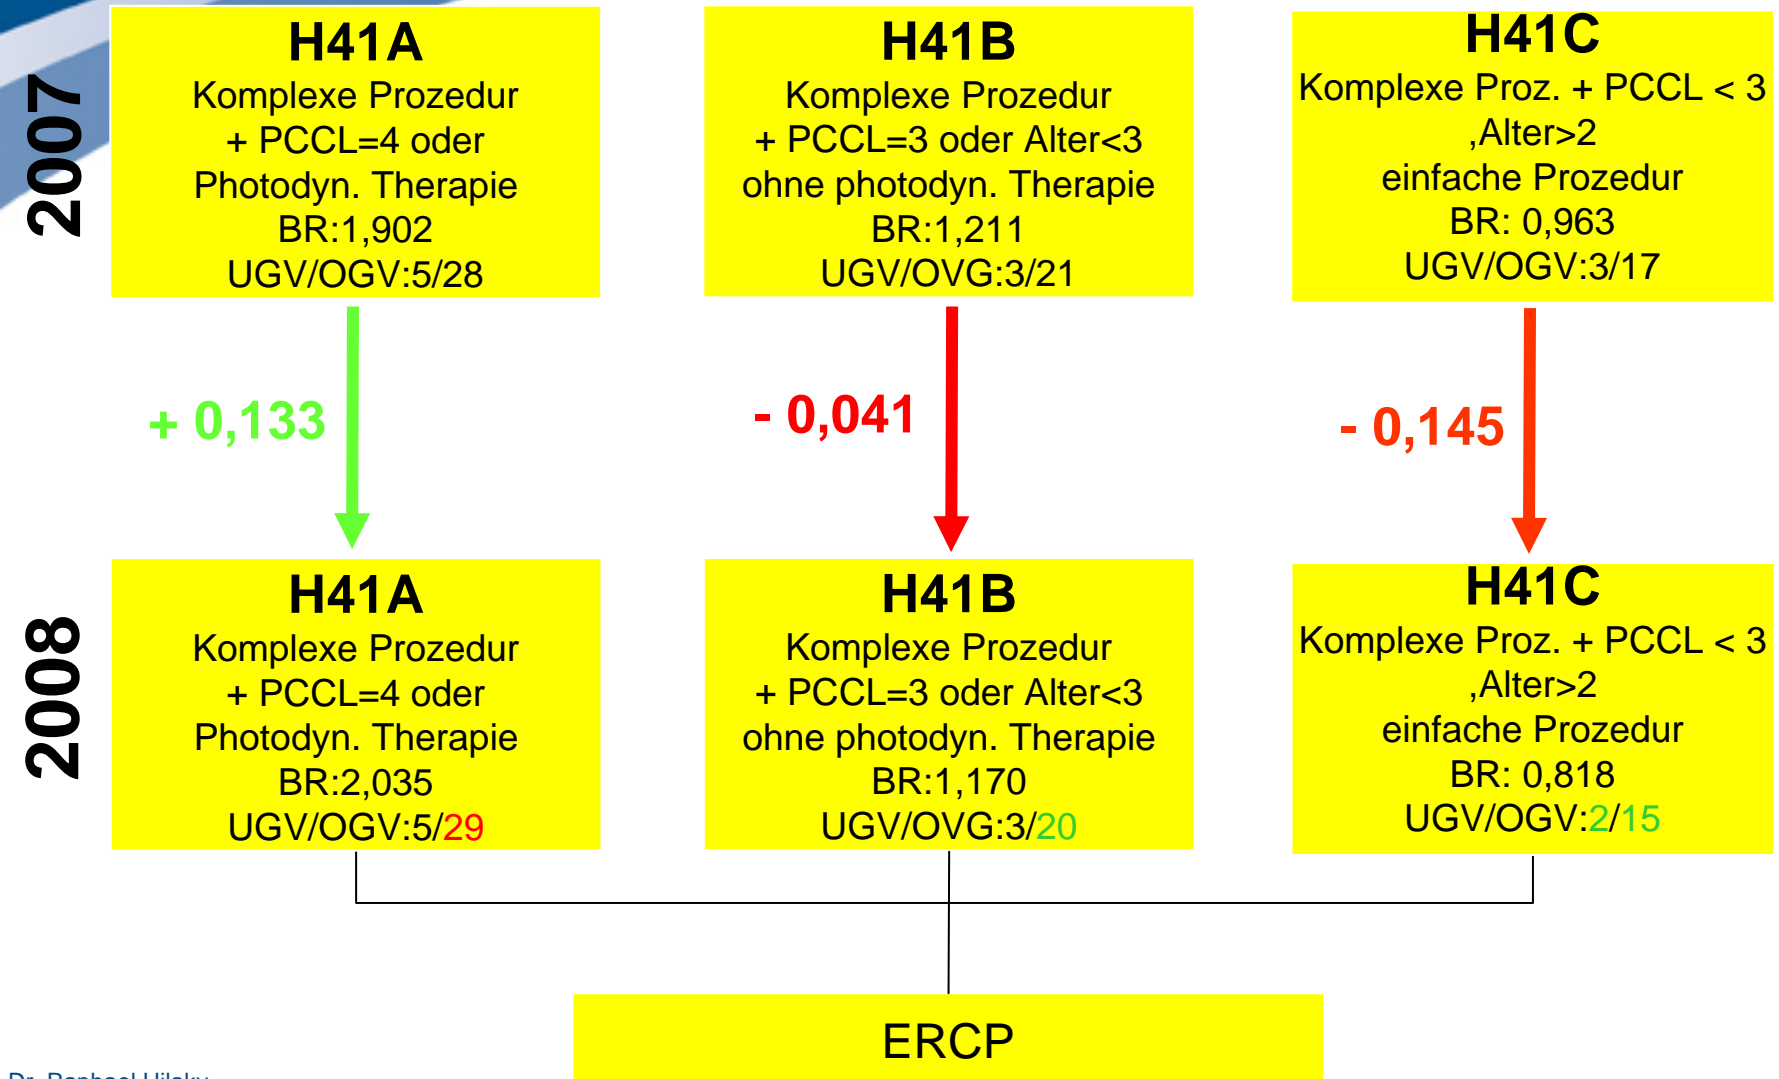 2007
H41A
Komplexe Prozedur
+ PCCL=4 oder
Photodyn. Therapie
BR:1,902
UGV/OGV:5/28
H41B
Komplexe Prozedur
+ PCCL=3 oder Alter<3
ohne photodyn. Therapie
BR:1,211
UGV/OVG:3/21
H41C
Komplexe Proz. + PCCL < 3
,Alter>2
einfache Prozedur
BR: 0,963
UGV/OGV:3/17
+ 0,133
- 0,041
- 0,145
2008
H41A
Komplexe Prozedur
+ PCCL=4 oder
Photodyn. Therapie
BR:2,035
UGV/OGV:5/29
H41B
Komplexe Prozedur
+ PCCL=3 oder Alter<3
ohne photodyn. Therapie
BR:1,170
UGV/OVG:3/20
H41C
Komplexe Proz. + PCCL < 3
,Alter>2
einfache Prozedur
BR: 0,818
UGV/OGV:2/15
ERCP
Dr. Raphael